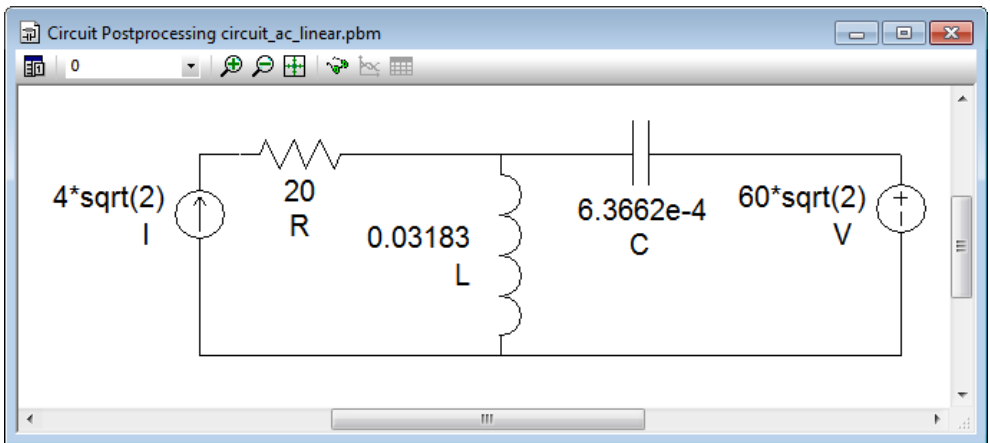 Circuit Postprocessing circuit_ac_linear.pbm
0
4*sqrt(2)
I
20
R
0.03183
L
6.3662e-4
C
60*sqrt(2)
V